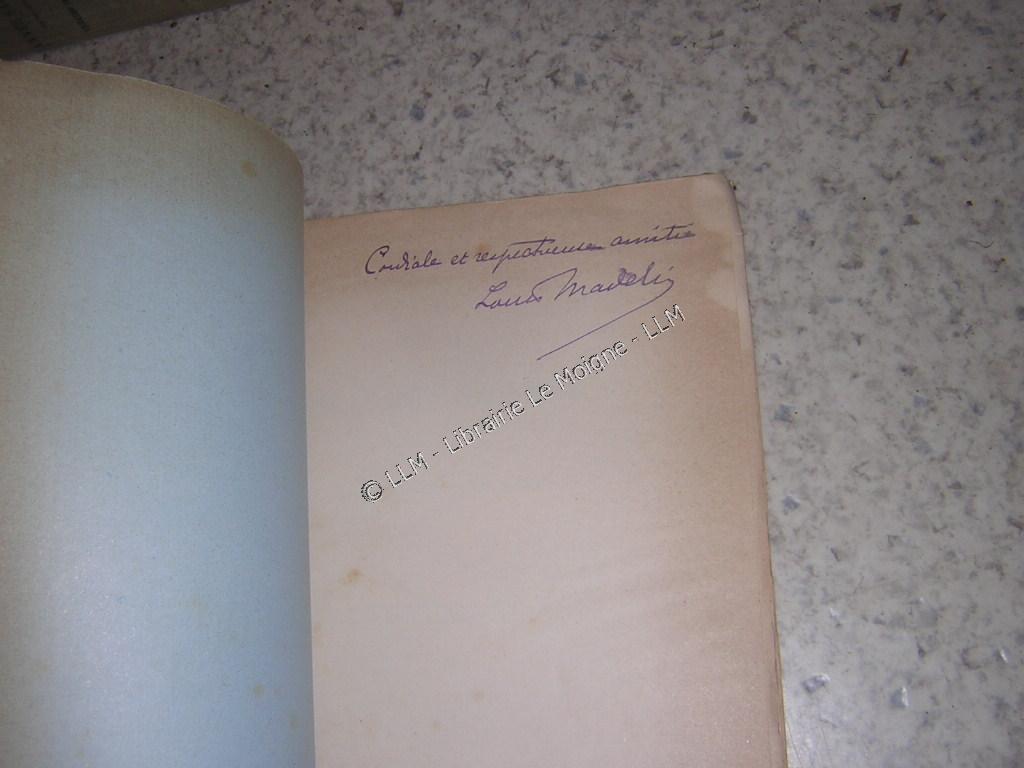 Cordiale et respectueuse amitié
Louis Madelin
© LLM - Librairie Le Moigne - LLM